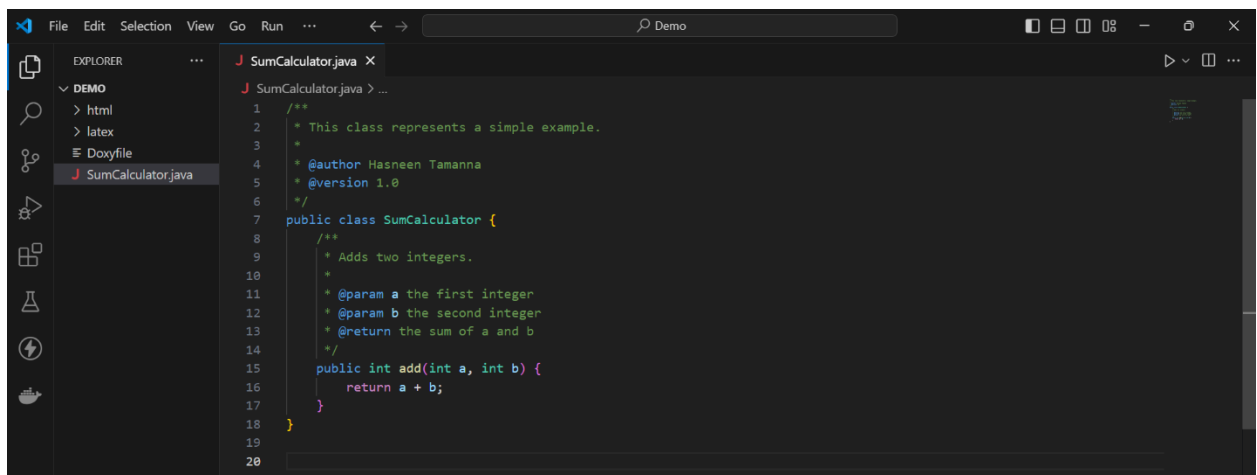 File Edit Selection View Go Run ··· Demo
EXPLORER ···
DEMO
html
latex
Doxyfile
J SumCalculator.java
J SumCalculator.java ×
J SumCalculator.java > ...
1 /**
2 * This class represents a simple example.
3 *
4 * @author Hasneen Tamanna
5 * @version 1.0
6 */
7 public class SumCalculator {
8 /**
9 * Adds two integers.
10 *
11 * @param a the first integer
12 * @param b the second integer
13 * @return the sum of a and b
14 */
15 public int add(int a, int b) {
16 return a + b;
17 }
18 }
19
20